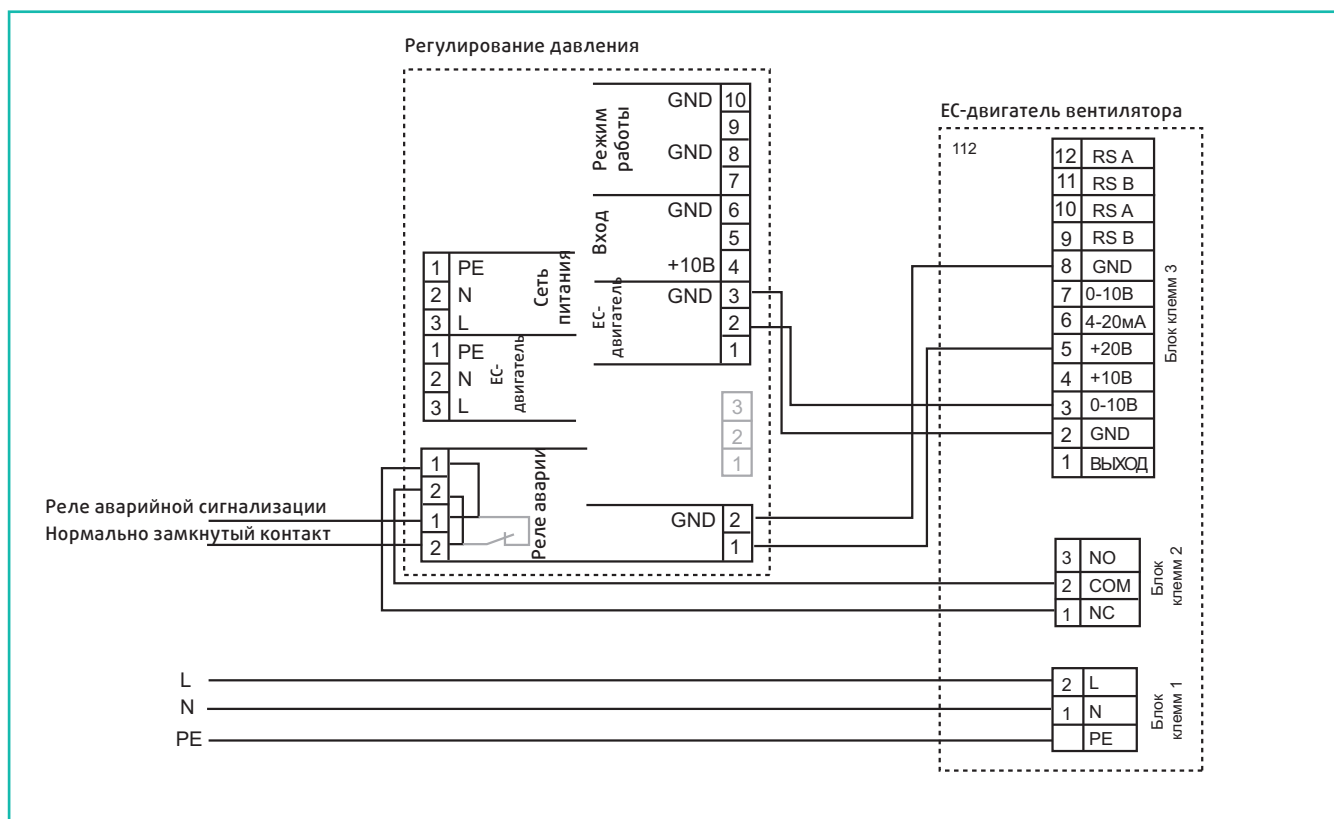 Регулирование давления
GND 10
9
GND 8
7
Режим
работы
GND 6
5
+10В 4
Вход
GND 3
2
1
ЕС-
двигатель
1 PE
2 N
3 L
Сеть
питания
1 PE
2 N
3 L
ЕС-
двигатель
3
2
1
1
2
1
2
Реле аварии
GND 2
1
Реле аварийной сигнализации
Нормально замкнутый контакт
L
N
PE
ЕС-двигатель вентилятора
112
12 RS A
11 RS B
10 RS A
9 RS B
8 GND
7 0-10В
6 4-20мА
5 +20В
4 +10В
3 0-10В
2 GND
1 ВЫХОД
Блок клемм 3
3 NO
2 COM
1 NC
Блок
клемм 2
2 L
1 N
PE
Блок
клемм 1